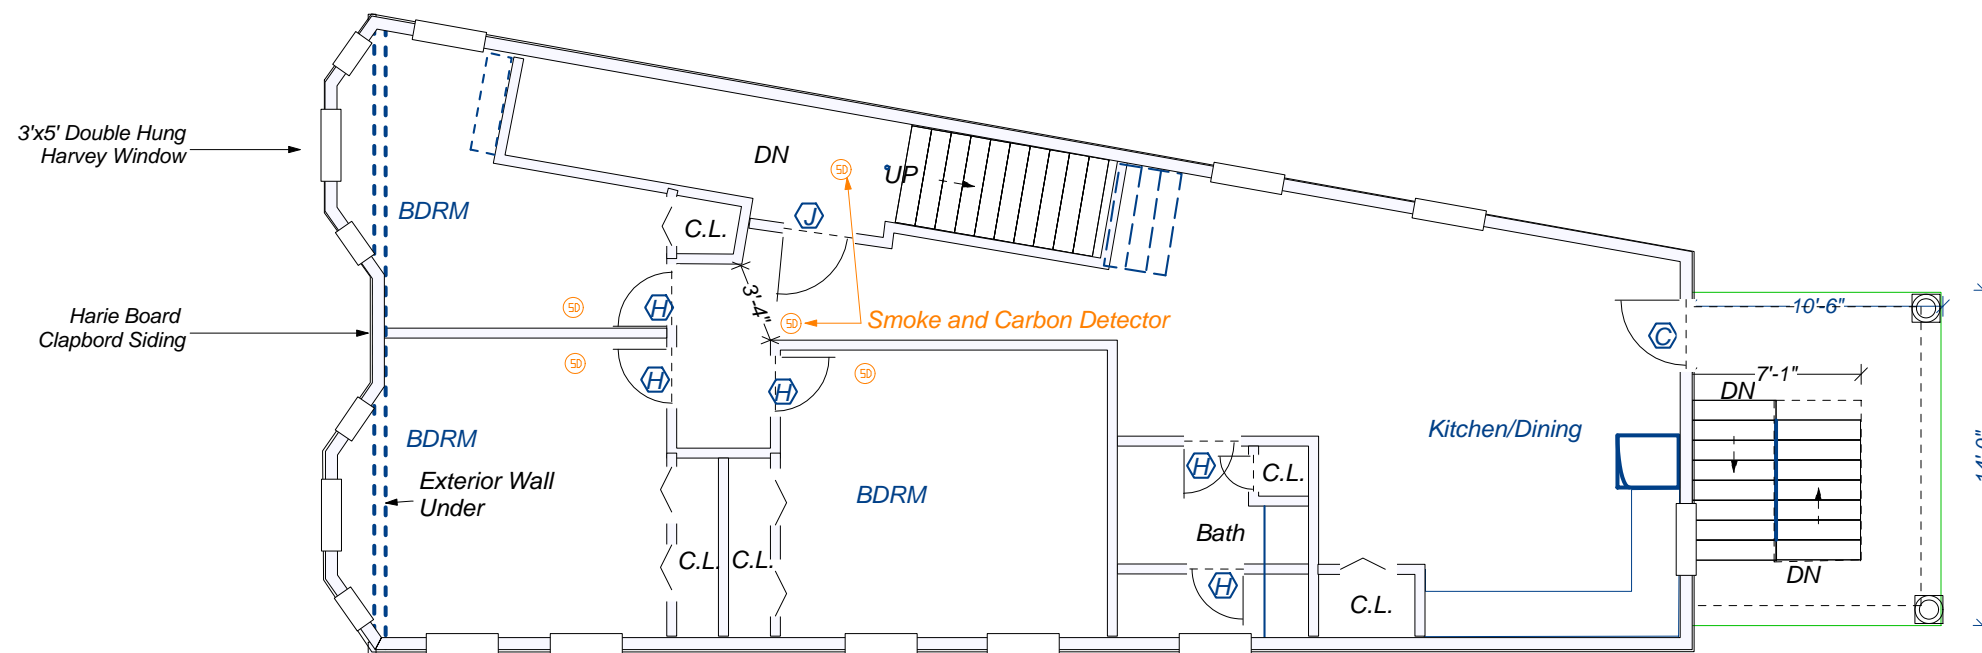 3'x5' Double Hung
Harvey Window
Harie Board
Clapbord Siding
BDRM
DN
SD
UP
J
C.L.
H
3'-4"
SD
SD
Smoke and Carbon Detector
SD
H
H
SD
BDRM
Exterior Wall
Under
BDRM
C.L.
C.L.
H
C.L.
Bath
H
C.L.
Kitchen/Dining
C
10'-6"
7'-1"
DN
DN
14'-0"